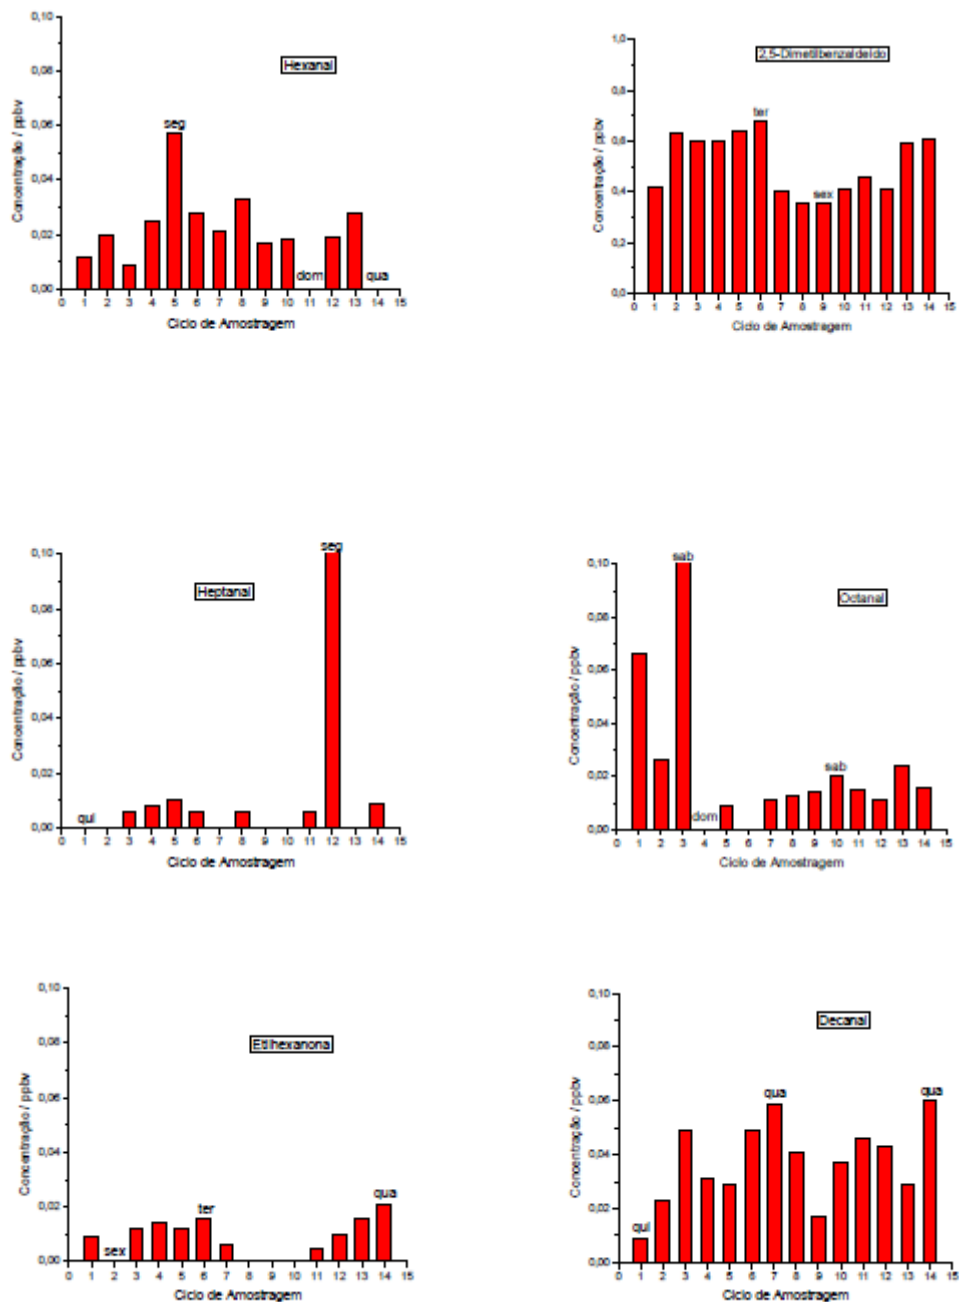 Hexanal
Concentração / ppbv
0,10
0,08
0,06
0,04
0,02
0,00
seg
dom
qua
0 1 2 3 4 5 6 7 8 9 10 11 12 13 14 15
Ciclo de Amostragem
2,5-Dimetilbenzaldeído
Concentração / ppbv
1,0
0,8
0,6
0,4
0,2
0,0
ter
sex
0 1 2 3 4 5 6 7 8 9 10 11 12 13 14 15
Ciclo de Amostragem
Heptanal
Concentração / ppbv
0,10
0,08
0,06
0,04
0,02
0,00
seg
qui
0 1 2 3 4 5 6 7 8 9 10 11 12 13 14 15
Ciclo de Amostragem
Octanal
Concentração / ppbv
0,10
0,08
0,06
0,04
0,02
0,00
sab
dom
sab
0 1 2 3 4 5 6 7 8 9 10 11 12 13 14 15
Ciclo de Amostragem
Etilhexanona
Concentração / ppbv
0,10
0,08
0,06
0,04
0,02
0,00
sex
ter
qua
0 1 2 3 4 5 6 7 8 9 10 11 12 13 14 15
Ciclo de Amostragem
Decanal
Concentração / ppbv
0,10
0,08
0,06
0,04
0,02
0,00
qui
qua
qua
0 1 2 3 4 5 6 7 8 9 10 11 12 13 14 15
Ciclo de Amostragem